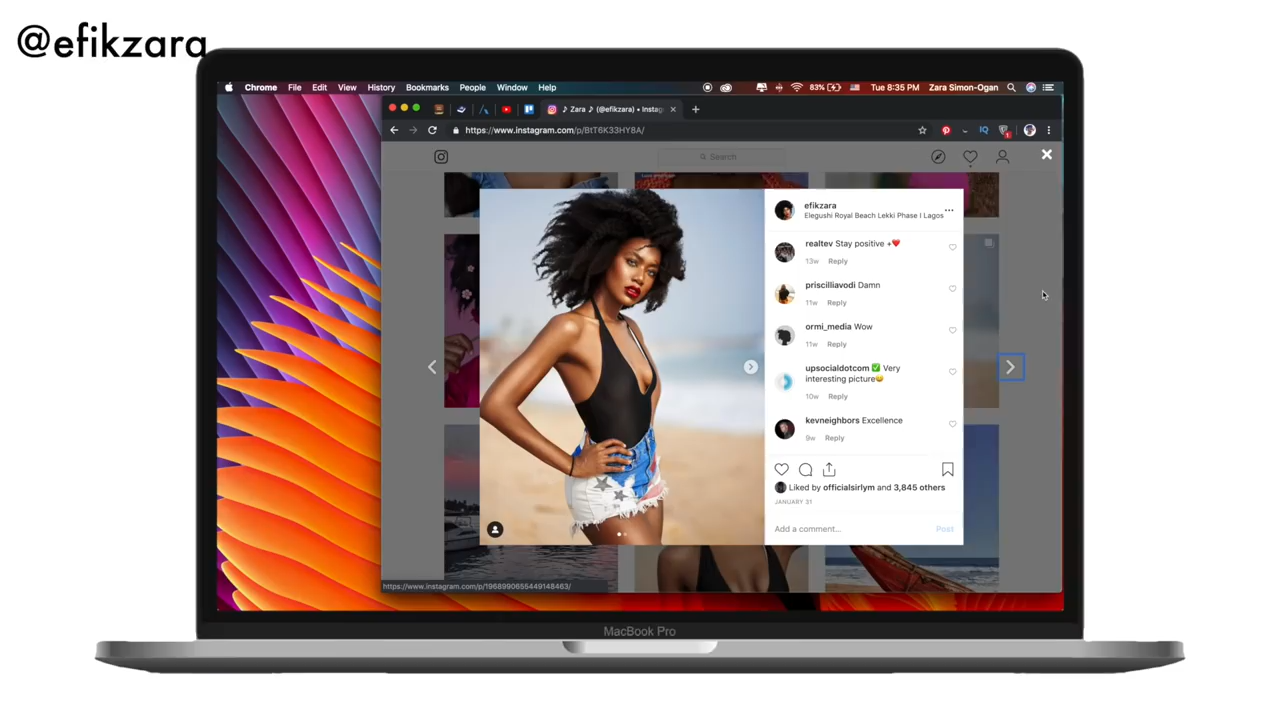 @efikzara
Chrome File Edit View History Bookmarks People Window Help
83% Tue 8:35 PM Zara Simon-Ogan
♪ Zara ♪ (@efikzara) • Instag
https://www.instagram.com/p/BtT6K33HY8A/
Search
efikzara
Elegushi Royal Beach Lekki Phase I Lagos
realtev Stay positive +❤️
13w Reply
priscilliavodi Damn
11w Reply
ormi_media Wow
11w Reply
upsocialdotcom ✅ Very
interesting picture😄
10w Reply
kevneighbors Excellence
9w Reply
Liked by officialsirlym and 3,845 others
JANUARY 31
Add a comment... Post
https://www.instagram.com/p/1968990655449148463/
MacBook Pro